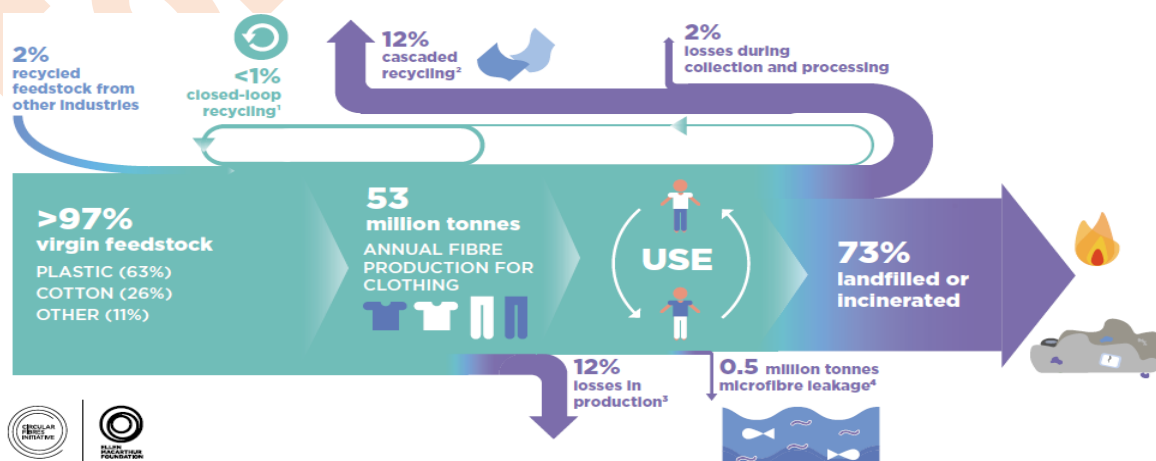 2%
recycled
feedstock from
other industries
<1%
closed-loop
recycling¹
12%
cascaded
recycling²
2%
losses during
collection and processing
>97%
virgin feedstock
PLASTIC (63%)
COTTON (26%)
OTHER (11%)
53
million tonnes
ANNUAL FIBRE
PRODUCTION FOR
CLOTHING
USE
73%
landfilled or
incinerated
12%
losses in
production³
0.5 million tonnes
microfibre leakage⁴
CIRCULAR
FIBRES
INITIATIVE
ELLEN
MACARTHUR
FOUNDATION